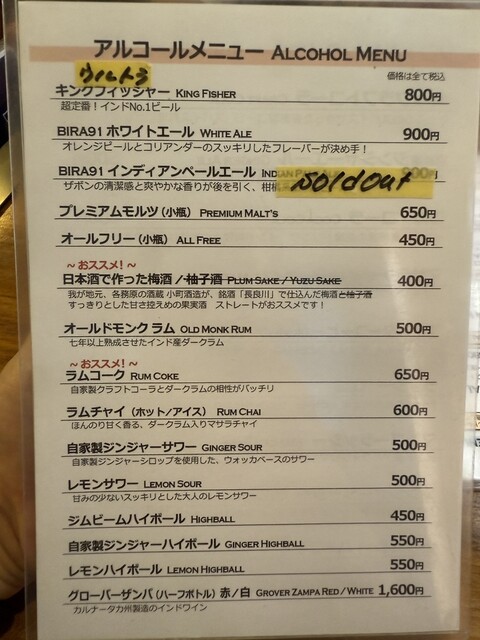 アルコールメニュー ALCOHOL MENU
価格は全て税込
ウルトラ
キングフィッシャー KING FISHER 800円
超定番！インドNo.1ビール
BIRA91 ホワイトエール WHITE ALE 900円
オレンジピールとコリアンダーのスッキリしたフレーバーが決め手！
BIRA91 インディアンペールエール
Sold out
ザボンの清潔感と爽やかな香りが後を引く、柑橘
プレミアムモルツ（小瓶）PREMIUM MALT'S 650円
オールフリー（小瓶）ALL FREE 450円
～おススメ！～
日本酒で作った梅酒 / 柚子酒 PLUM SAKE / YUZU SAKE 400円
我が地元、各務原の酒蔵 小町酒造が、銘酒「長良川」で仕込んだ梅酒と柚子酒
すっきりとした甘さ控えめの果実酒　ストレートがおススメです！
オールドモンク ラム OLD MONK RUM 500円
七年以上熟成させたインド産ダークラム
～おススメ！～
ラムコーク RUM COKE 650円
自家製クラフトコーラとダークラムの相性がバッチリ
ラムチャイ（ホット/アイス）RUM CHAI 600円
ほんのり甘く香る、ダークラム入りマサラチャイ
自家製ジンジャーサワー GINGER SOUR 500円
自家製ジンジャーシロップを使用した、ウォッカベースのサワー
レモンサワー LEMON SOUR 500円
甘みの少ないスッキリとした大人のレモンサワー
ジムビームハイボール HIGHBALL 450円
自家製ジンジャーハイボール GINGER HIGHBALL 550円
レモンハイボール LEMON HIGHBALL 550円
グローバーザンパ（ハーフボトル）赤／白 GROVER ZAMPA RED / WHITE 1,600円
カルナータカ州製造のインドワイン